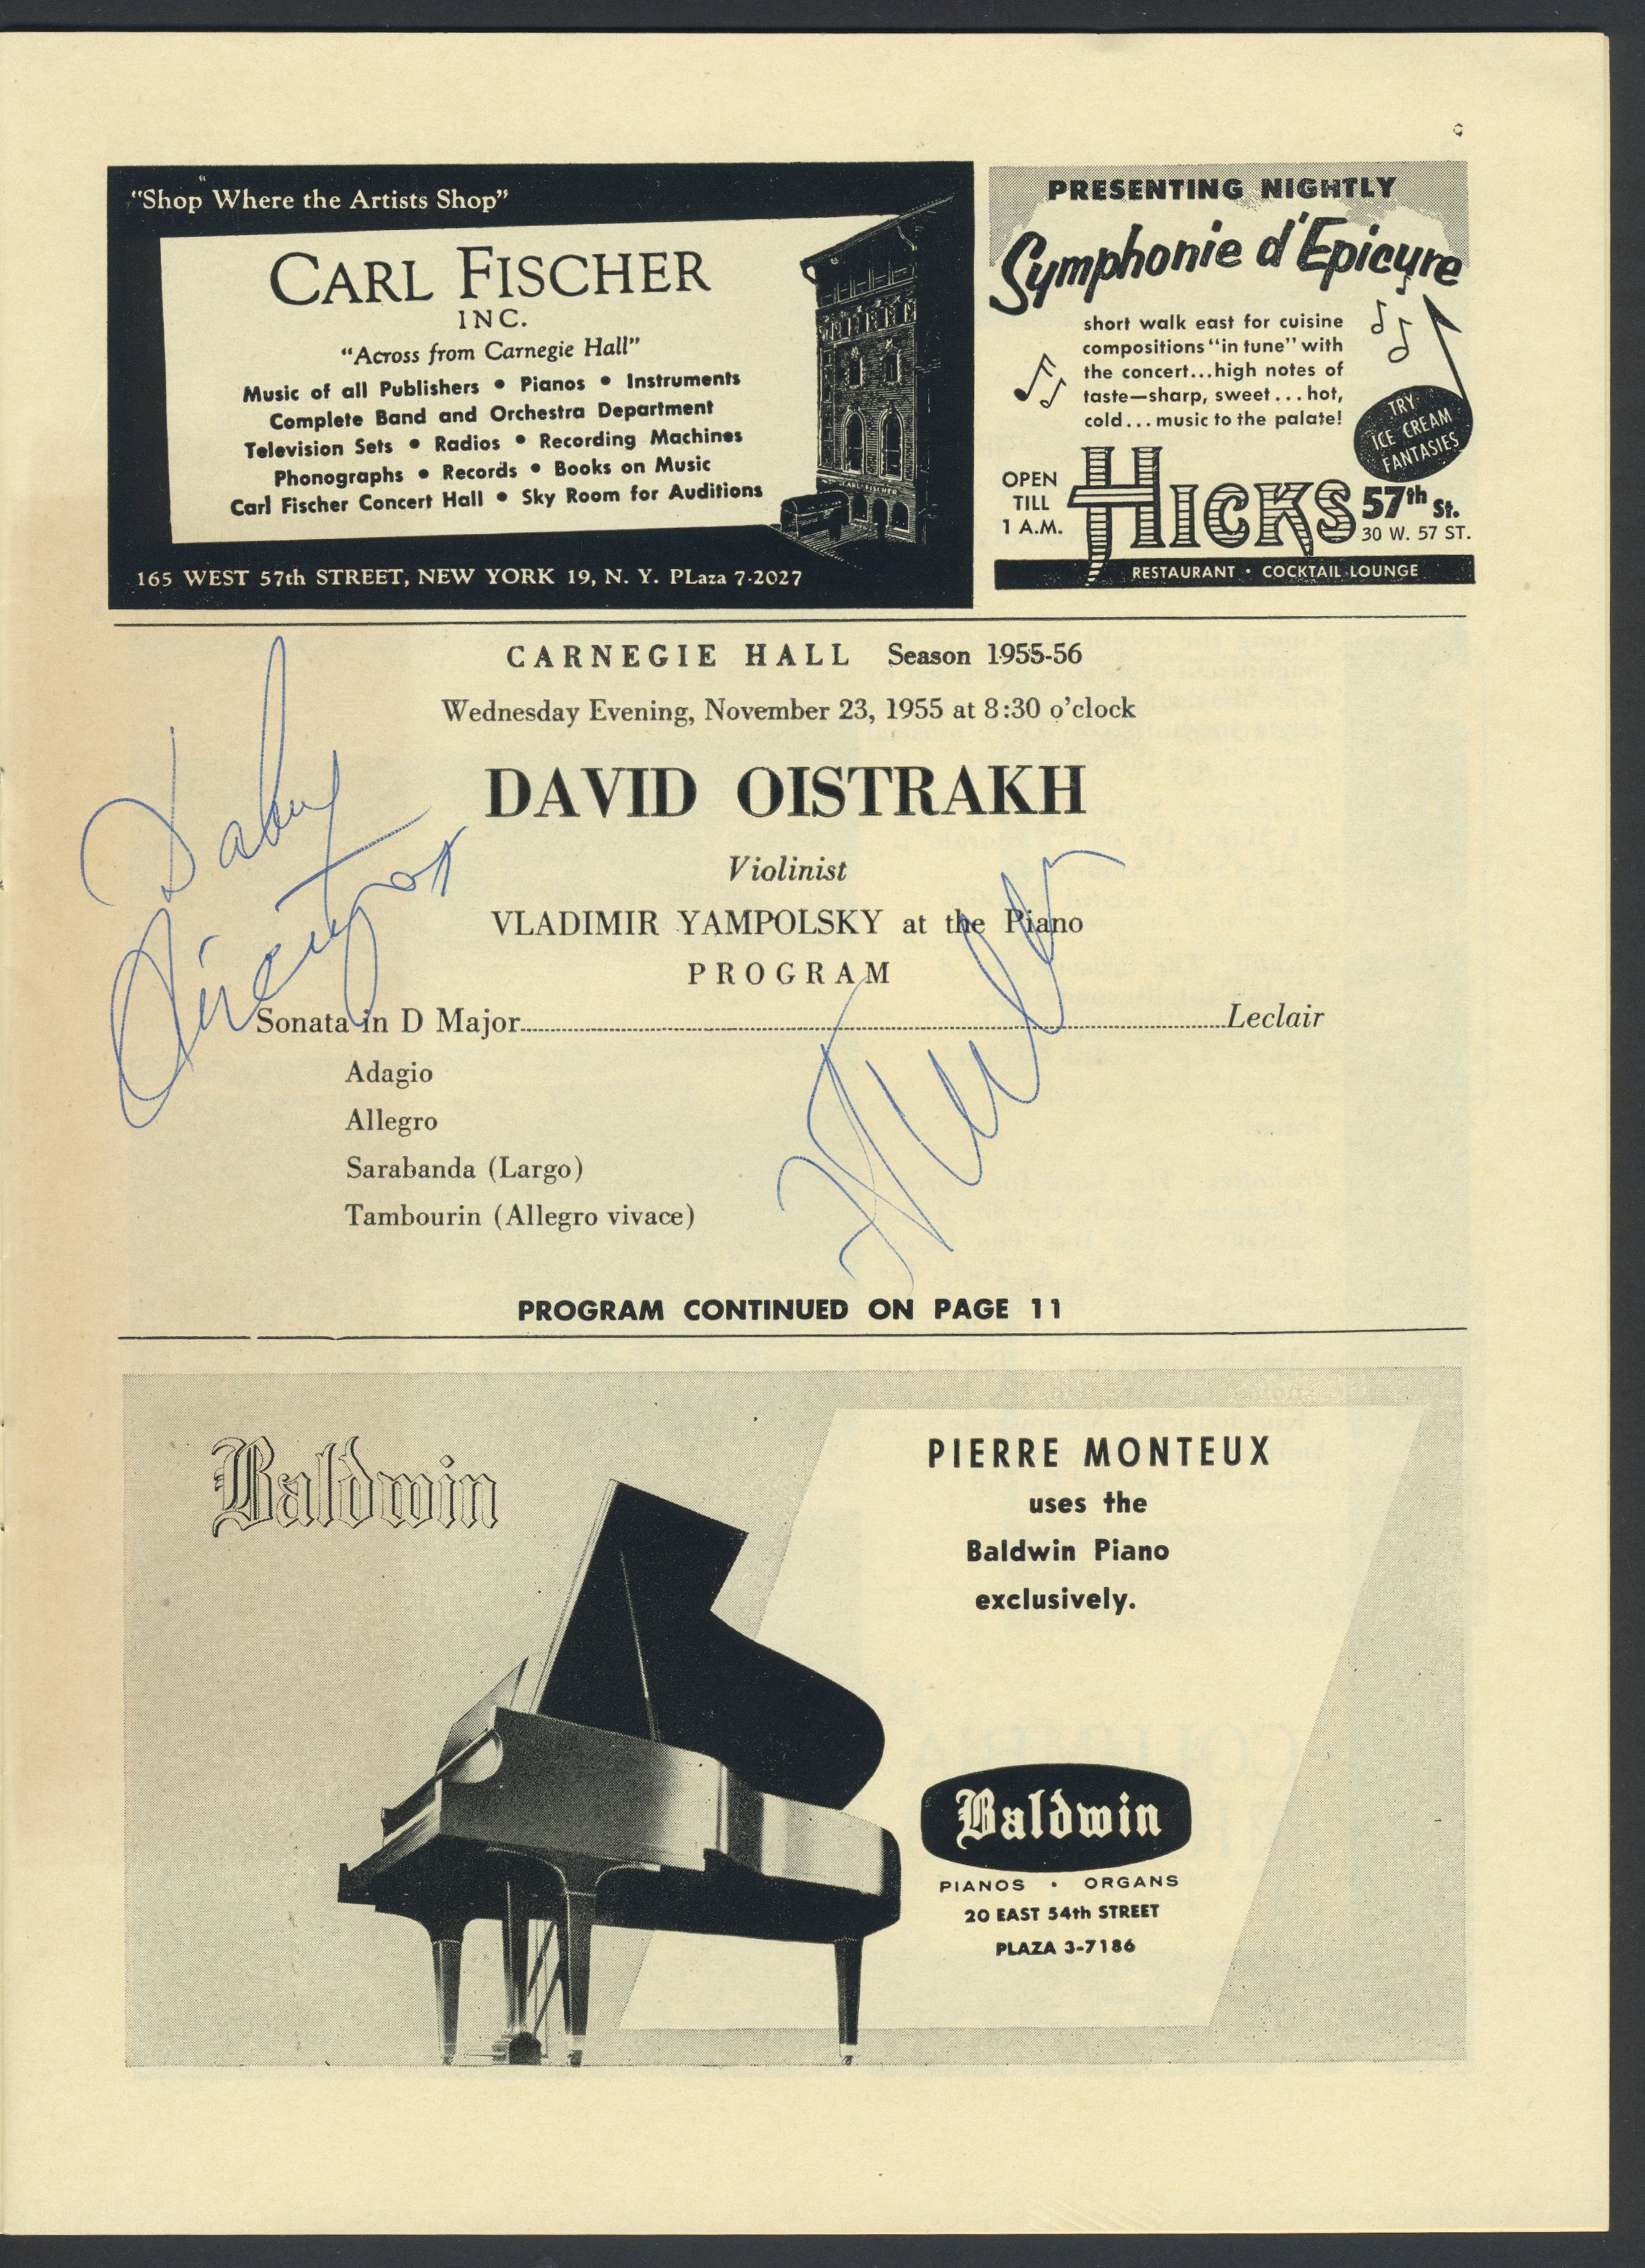 "Shop Where the Artists Shop"
CARL FISCHER
INC.
"Across from Carnegie Hall"
Music of all Publishers • Pianos • Instruments
Complete Band and Orchestra Department
Television Sets • Radios • Recording Machines
Phonographs • Records • Books on Music
Carl Fischer Concert Hall • Sky Room for Auditions
CARL FISCHER
165 WEST 57th STREET, NEW YORK 19, N. Y. PLaza 7-2027
PRESENTING NIGHTLY
Symphonie d'Epicure
short walk east for cuisine
compositions "in tune" with
the concert...high notes of
taste—sharp, sweet...hot,
cold...music to the palate!
TRY
ICE CREAM
FANTASIES
OPEN
TILL
1 A.M.
HICKS 57th St.
30 W. 57 ST.
RESTAURANT • COCKTAIL LOUNGE
CARNEGIE HALL Season 1955-56
Wednesday Evening, November 23, 1955 at 8:30 o'clock
DAVID OISTRAKH
Violinist
VLADIMIR YAMPOLSKY at the Piano
PROGRAM
Sonata in D Major Leclair
Adagio
Allegro
Sarabanda (Largo)
Tambourin (Allegro vivace)
PROGRAM CONTINUED ON PAGE 11
Baldwin
PIERRE MONTEUX
uses the
Baldwin Piano
exclusively.
Baldwin
PIANOS • ORGANS
20 EAST 54th STREET
PLAZA 3-7186